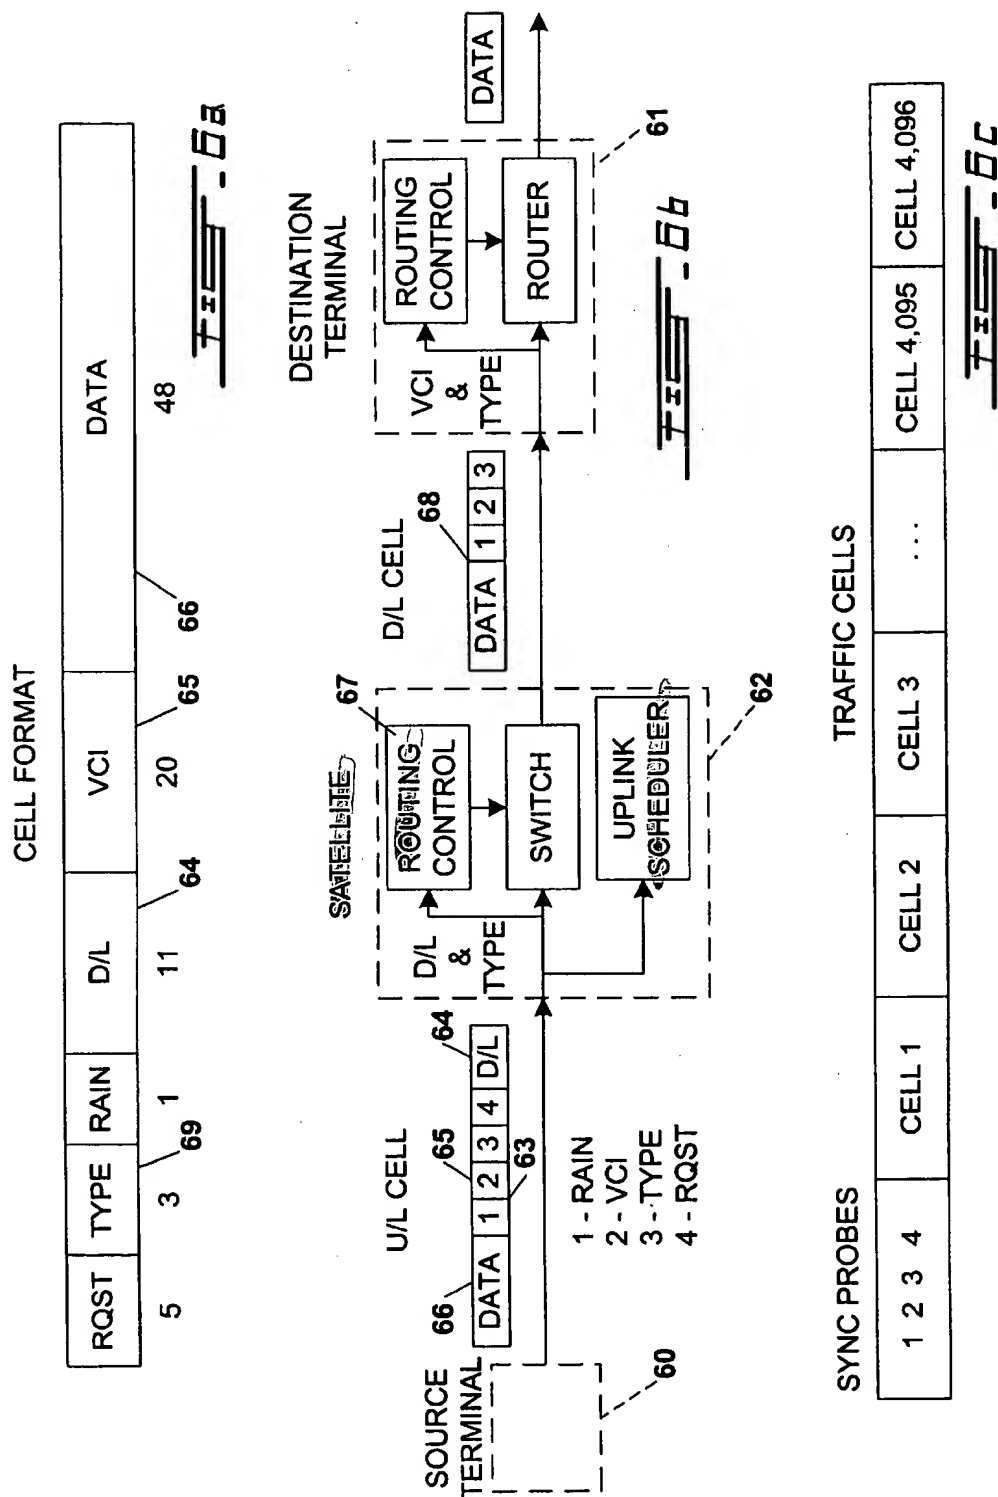 CELL FORMAT
RQST TYPE RAIN D/L VCI DATA
5 3 1 11 20 48
69 64 65 66
FIG-6a
SOURCE
TERMINAL
60
U/L CELL
66 65 64
DATA 1 2 3 4 D/L
63
1 - RAIN
2 - VCI
3 - TYPE
4 - RQST
SATELLITE
67
D/L
&
TYPE
ROUTING
CONTROL
SWITCH
UPLINK
SCHEDULER
62
D/L CELL
68
DATA 1 2 3
DESTINATION
TERMINAL
VCI
&
TYPE
ROUTING
CONTROL
ROUTER
61
DATA
FIG-6b
SYNC PROBES TRAFFIC CELLS
1 2 3 4 CELL 1 CELL 2 CELL 3 ... CELL 4,095 CELL 4,096
FIG-6c